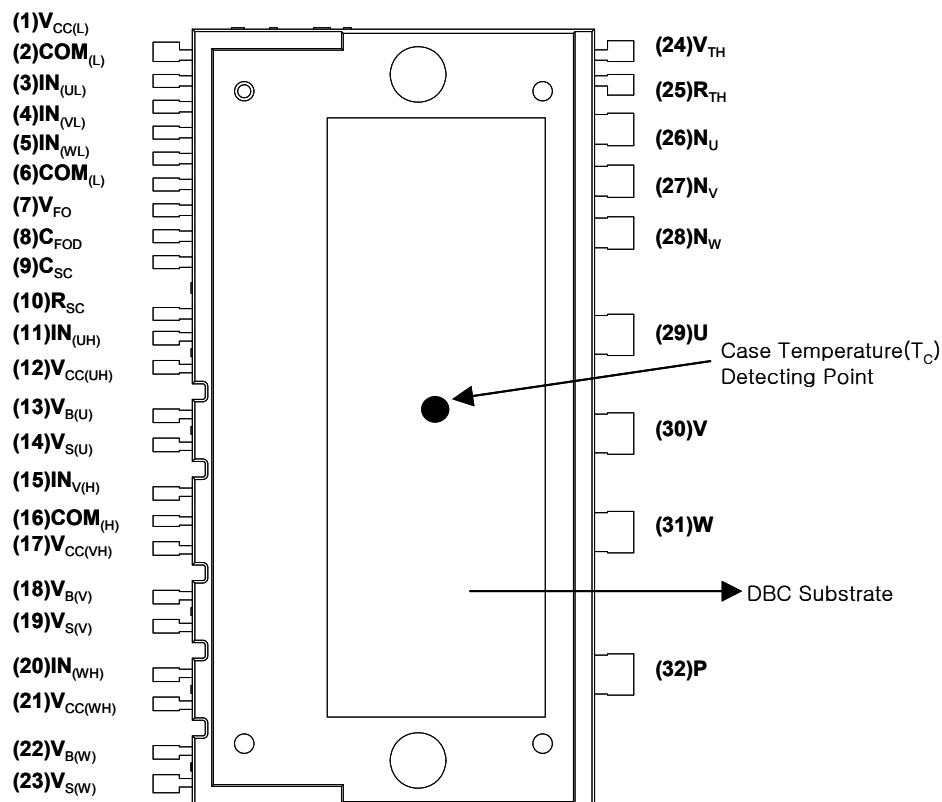 (1)VCC(L)
(2)COM(L)
(3)IN(UL)
(4)IN(VL)
(5)IN(WL)
(6)COM(L)
(7)VFO
(8)CFOD
(9)CSC
(10)RSC
(11)IN(UH)
(12)VCC(UH)
(13)VB(U)
(14)VS(U)
(15)INV(H)
(16)COM(H)
(17)VCC(VH)
(18)VB(V)
(19)VS(V)
(20)IN(WH)
(21)VCC(WH)
(22)VB(W)
(23)VS(W)
(24)VTH
(25)RTH
(26)NU
(27)NV
(28)NW
(29)U
Case Temperature(TC)
Detecting Point
(30)V
(31)W
DBC Substrate
(32)P